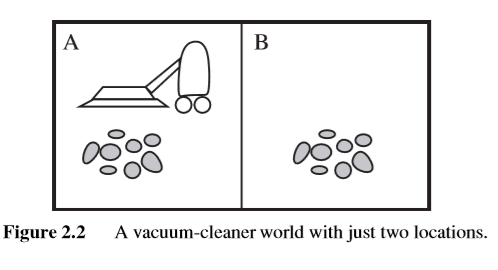 A
B
Figure 2.2 A vacuum-cleaner world with just two locations.